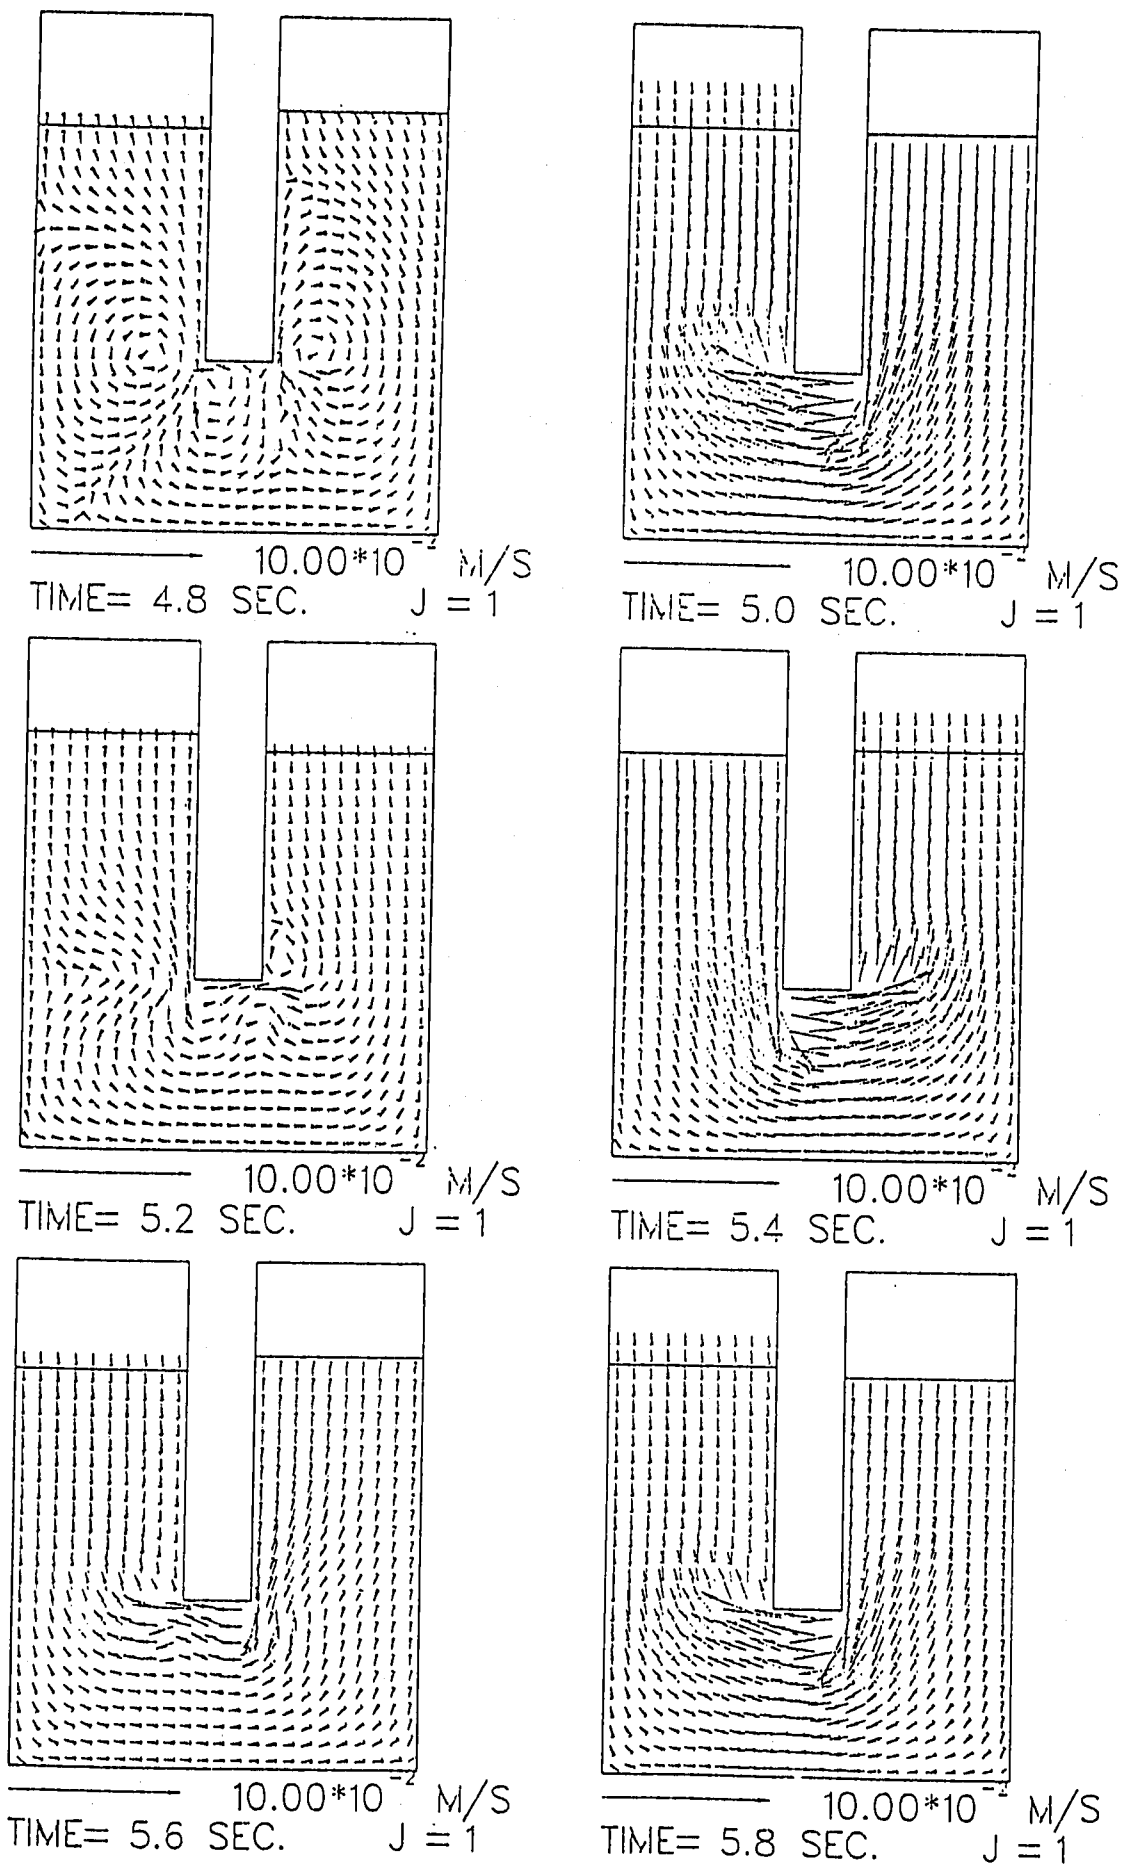 10.00*10^-2 M/S
TIME= 4.8 SEC. J = 1
10.00*10^-2 M/S
TIME= 5.0 SEC. J = 1
10.00*10^-2 M/S
TIME= 5.2 SEC. J = 1
10.00*10^-2 M/S
TIME= 5.4 SEC. J = 1
10.00*10^-2 M/S
TIME= 5.6 SEC. J = 1
10.00*10^-2 M/S
TIME= 5.8 SEC. J = 1